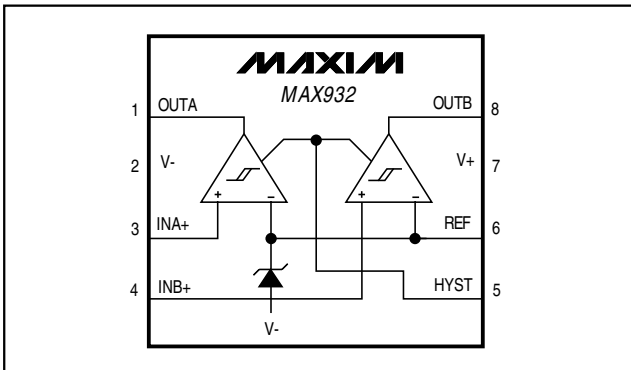 MAXIM
MAX932
1 OUTA OUTB 8
2 V- V+ 7
+ - + -
3 INA+ REF 6
4 INB+ HYST 5
V-